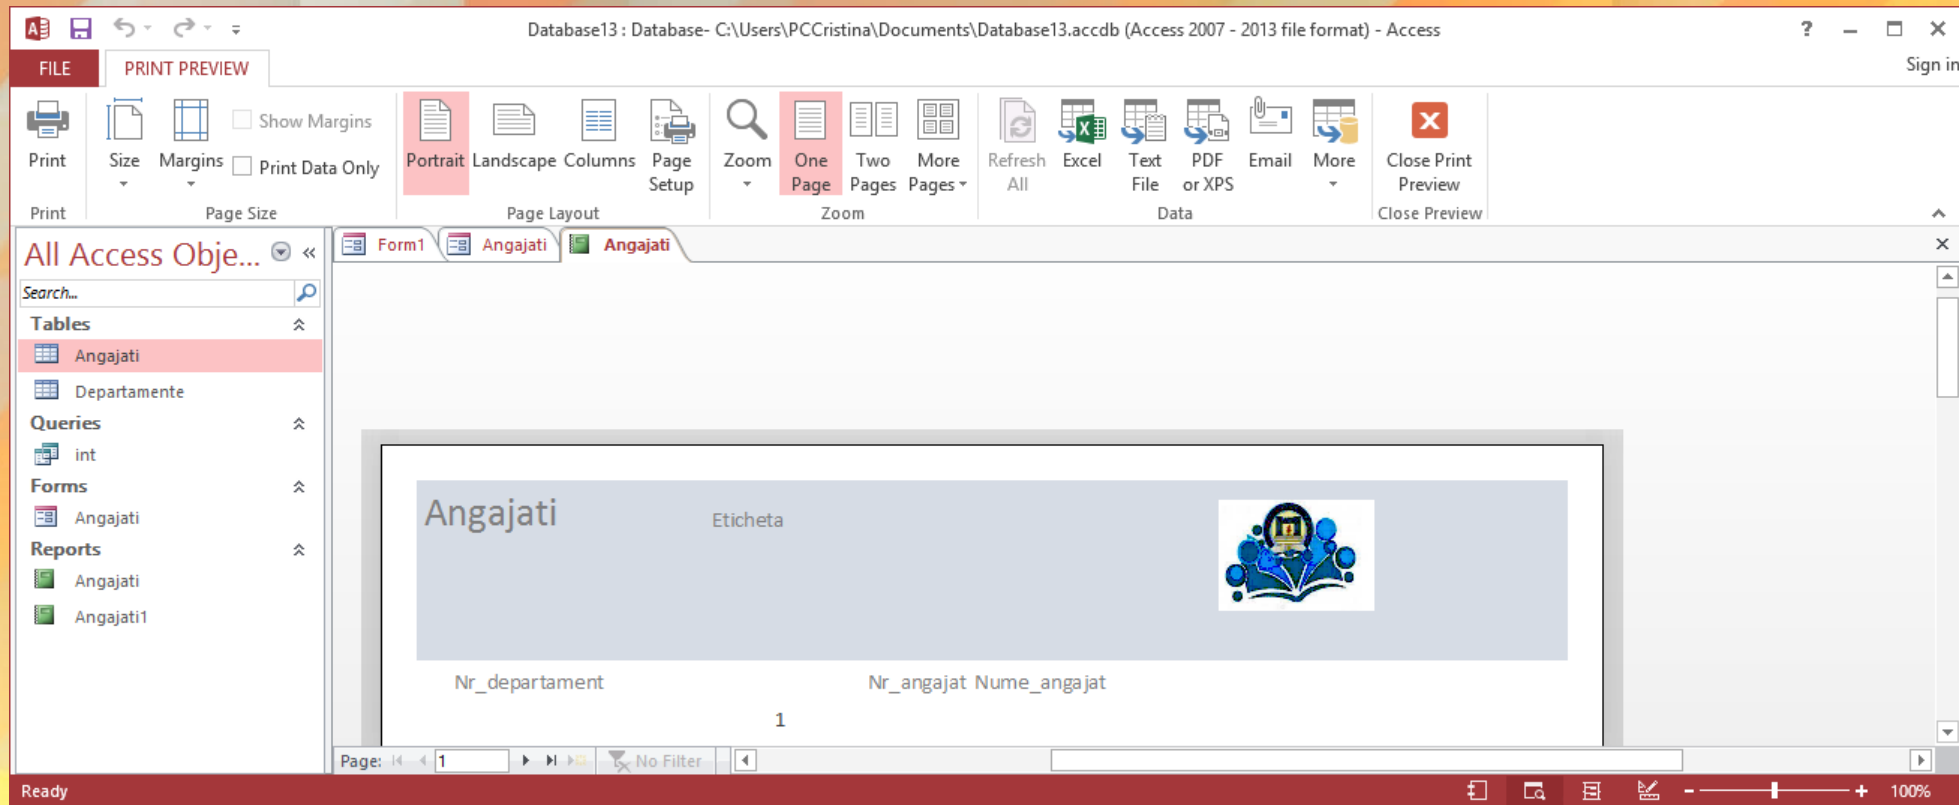 Database13 : Database- C:\Users\PCCristina\Documents\Database13.accdb (Access 2007 - 2013 file format) - Access
?
FILE PRINT PREVIEW
Sign in
Show Margins
Print Data Only
Print Size Margins Portrait Landscape Columns Page Setup Zoom One Page Two Pages More Pages Refresh All Excel Text File PDF or XPS Email More Close Print Preview
Print Page Size Page Layout Zoom Data Close Preview
All Access Obje...
Form1 Angajati Angajati
Search...
Tables
Angajati
Departamente
Queries
int
Forms
Angajati
Reports
Angajati
Angajati1
Angajati Eticheta
Nr_departament Nr_angajat Nume_angajat
1
Page: 1 No Filter
Ready 100%